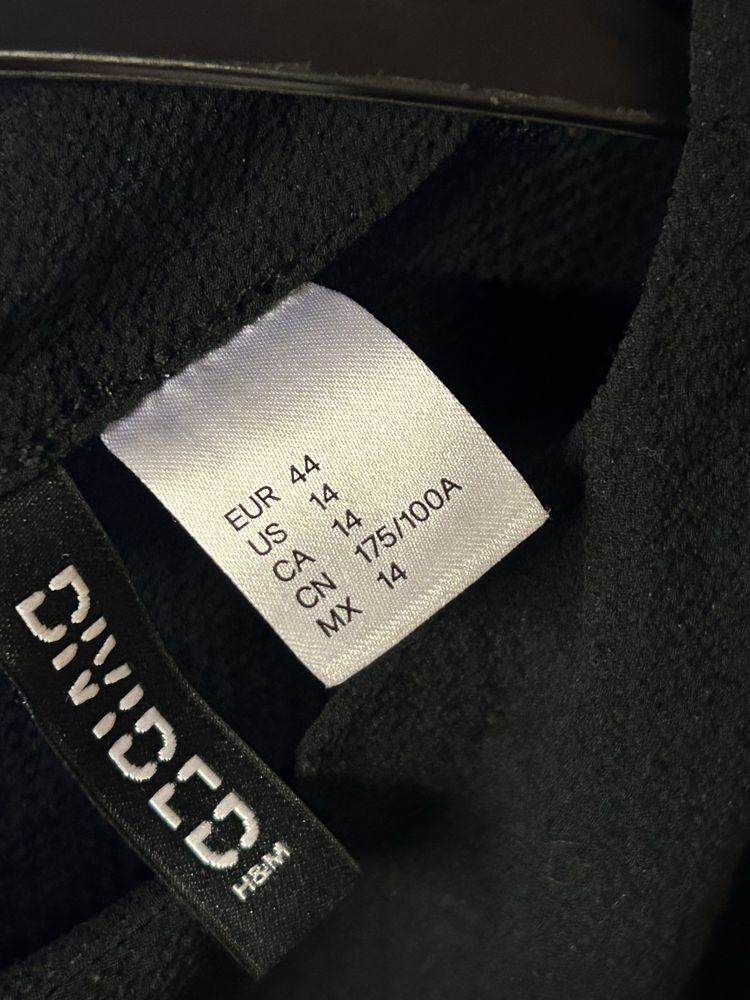 EUR 44
US 14
CA 14
CN 175/100A
MX 14
DIVIDED
H&M